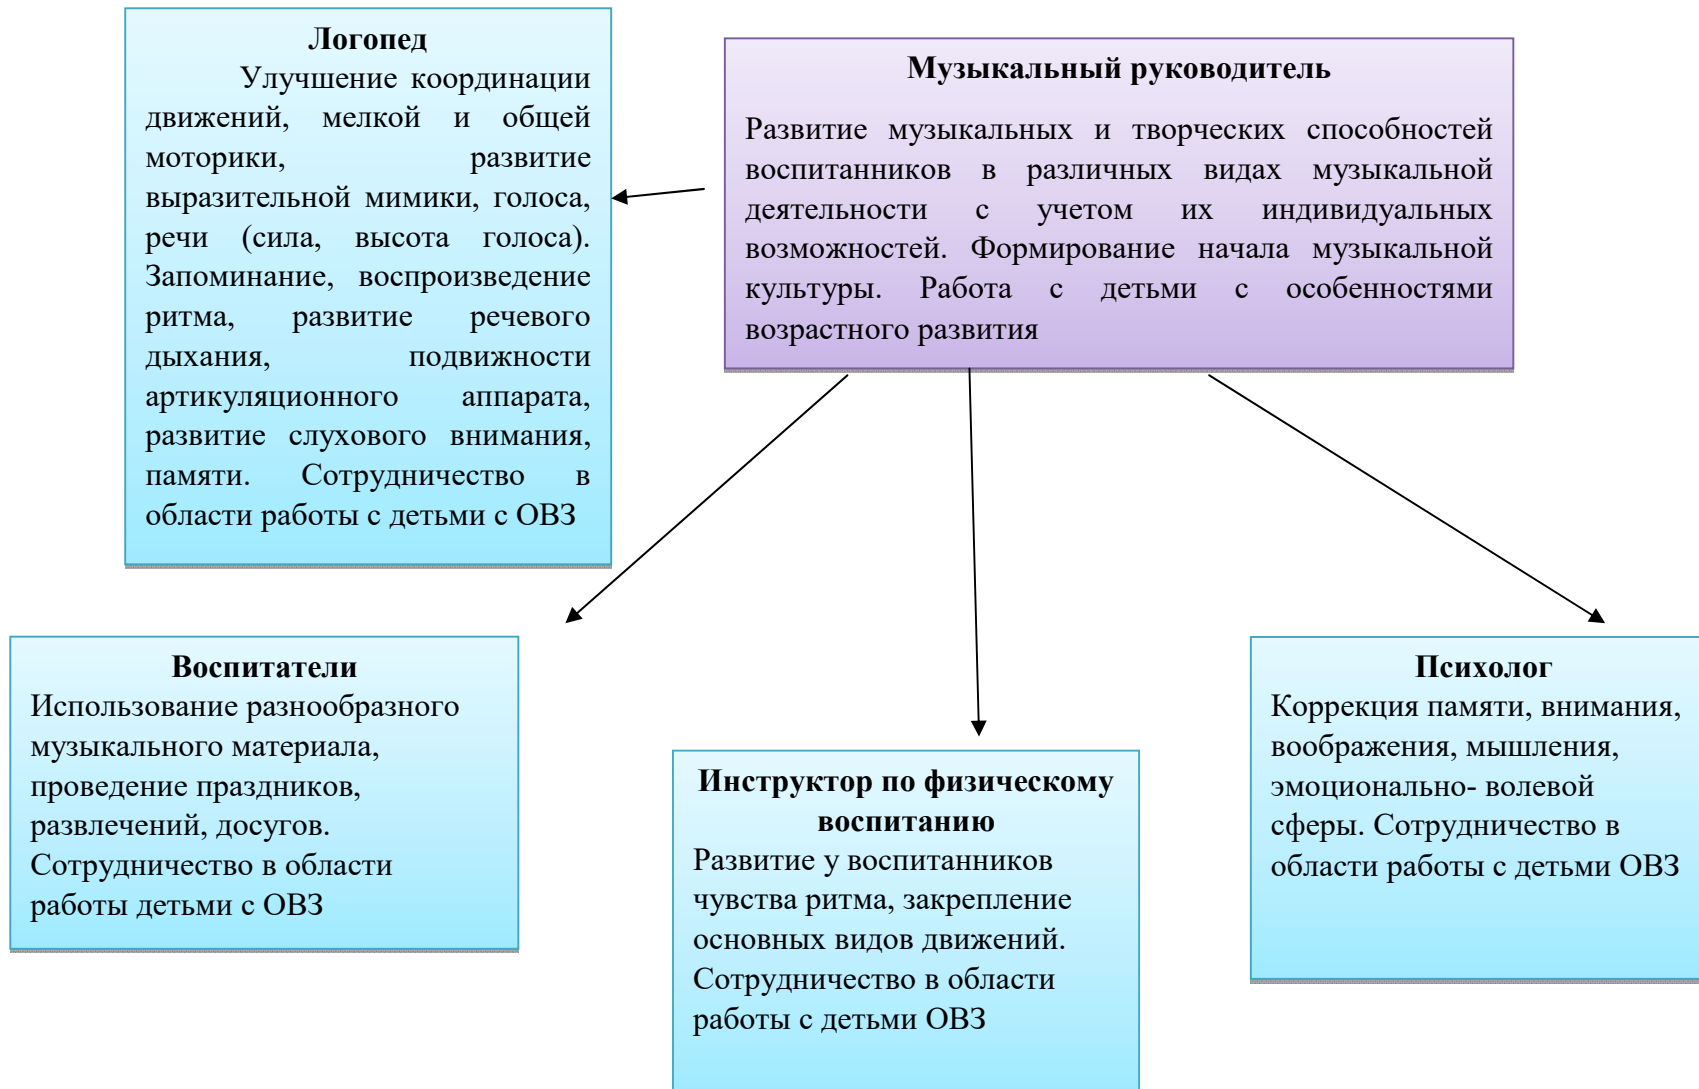 Логопед
Улучшение координации
движений, мелкой и общей
моторики, развитие
выразительной мимики, голоса,
речи (сила, высота голоса).
Запоминание, воспроизведение
ритма, развитие речевого
дыхания, подвижности
артикуляционного аппарата,
развитие слухового внимания,
памяти. Сотрудничество в
области работы с детьми с ОВЗ
Музыкальный руководитель
Развитие музыкальных и творческих способностей
воспитанников в различных видах музыкальной
деятельности с учетом их индивидуальных
возможностей. Формирование начала музыкальной
культуры. Работа с детьми с особенностями
возрастного развития
Воспитатели
Использование разнообразного
музыкального материала,
проведение праздников,
развлечений, досугов.
Сотрудничество в области
работы детьми с ОВЗ
Инструктор по физическому
воспитанию
Развитие у воспитанников
чувства ритма, закрепление
основных видов движений.
Сотрудничество в области
работы с детьми ОВЗ
Психолог
Коррекция памяти, внимания,
воображения, мышления,
эмоционально- волевой
сферы. Сотрудничество в
области работы с детьми ОВЗ